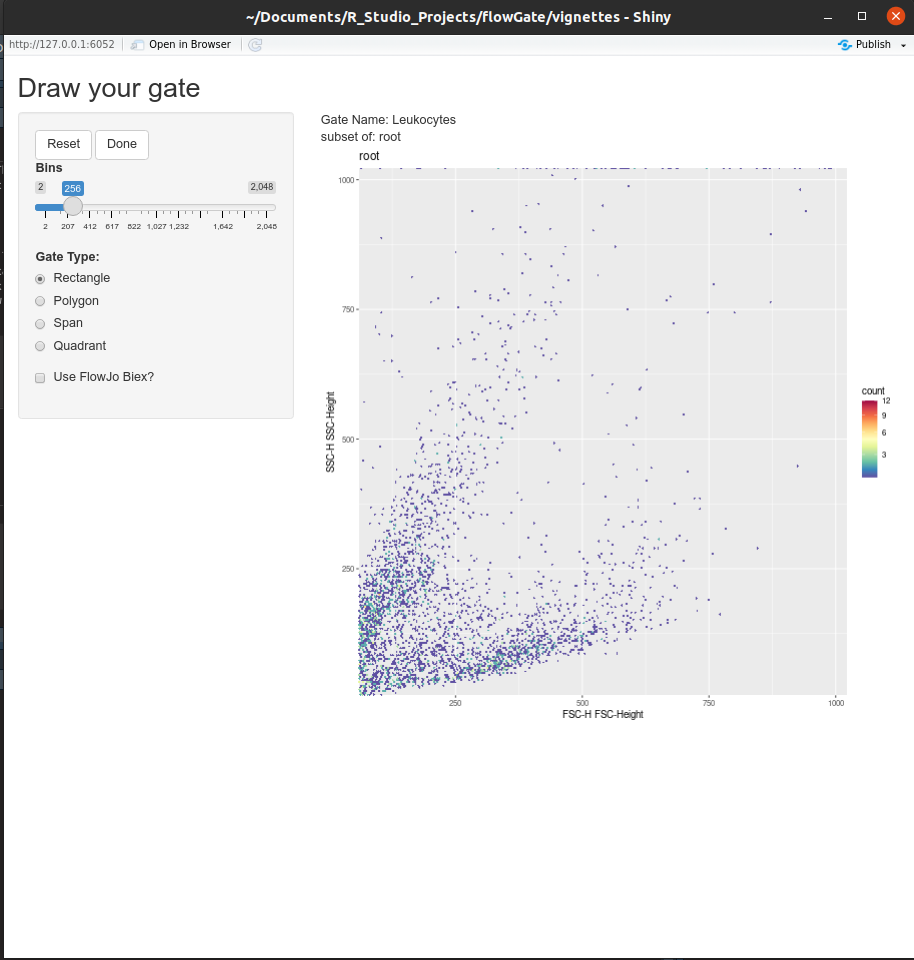 ~/Documents/R_Studio_Projects/flowGate/vignettes - Shiny
http://127.0.0.1:6052 Open in Browser Publish
Draw your gate
Reset Done
Bins
2 256 2,048
2 207 412 617 822 1,027 1,232 1,642 2,048
Gate Type:
Rectangle
Polygon
Span
Quadrant
Use FlowJo Biex?
Gate Name: Leukocytes
subset of: root
root
1000
750
500
250
SSC-H SSC-Height
250 500 750 1000
FSC-H FSC-Height
count
12
9
6
3